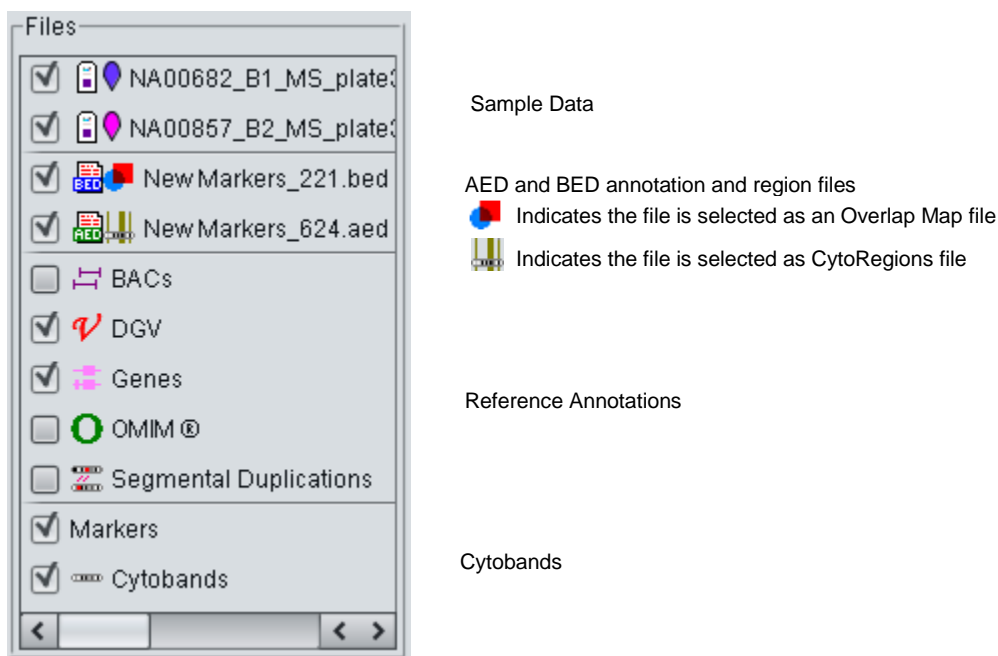 Files
NA00682_B1_MS_plate3
NA00857_B2_MS_plate3
Sample Data
New Markers_221.bed
BED
New Markers_624.aed
AED
AED and BED annotation and region files
Indicates the file is selected as an Overlap Map file
Indicates the file is selected as CytoRegions file
BACs
DGV
Genes
OMIM ®
Segmental Duplications
Reference Annotations
Markers
Cytobands
Cytobands